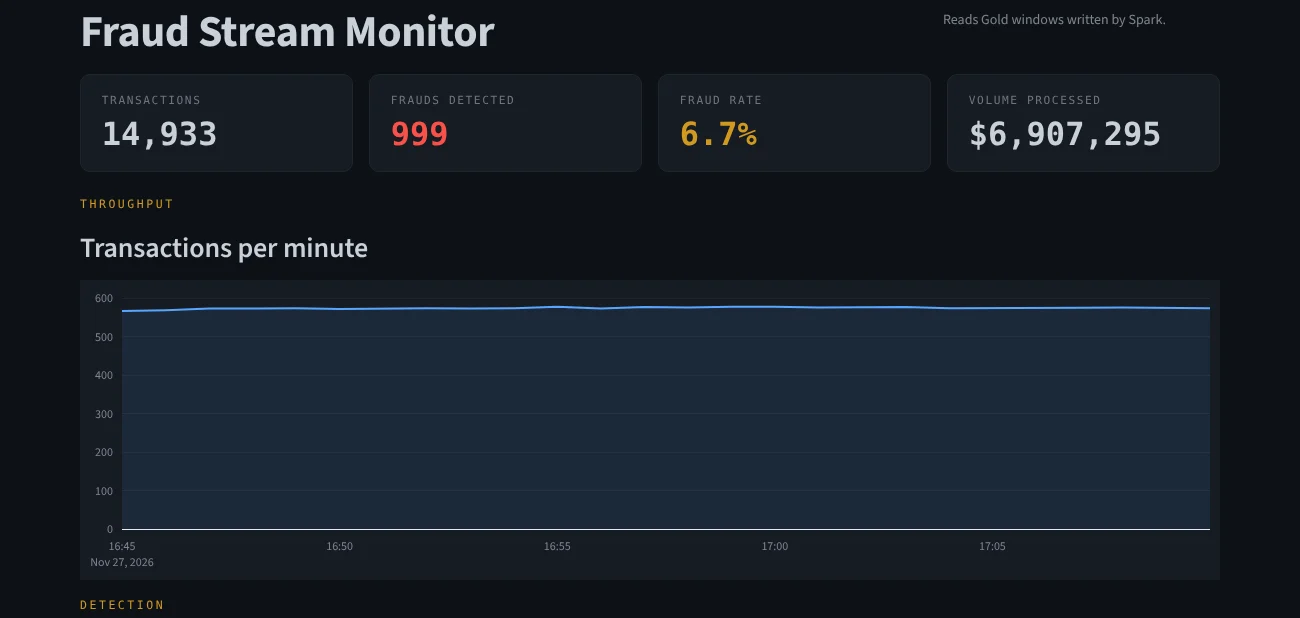 Fraud Stream Monitor
Reads Gold windows written by Spark.
TRANSACTIONS
14,933
FRAUDS DETECTED
999
FRAUD RATE
6.7%
VOLUME PROCESSED
$6,907,295
THROUGHPUT
Transactions per minute
600
500
400
300
200
100
0
16:45 16:50 16:55 17:00 17:05
Nov 27, 2026
DETECTION